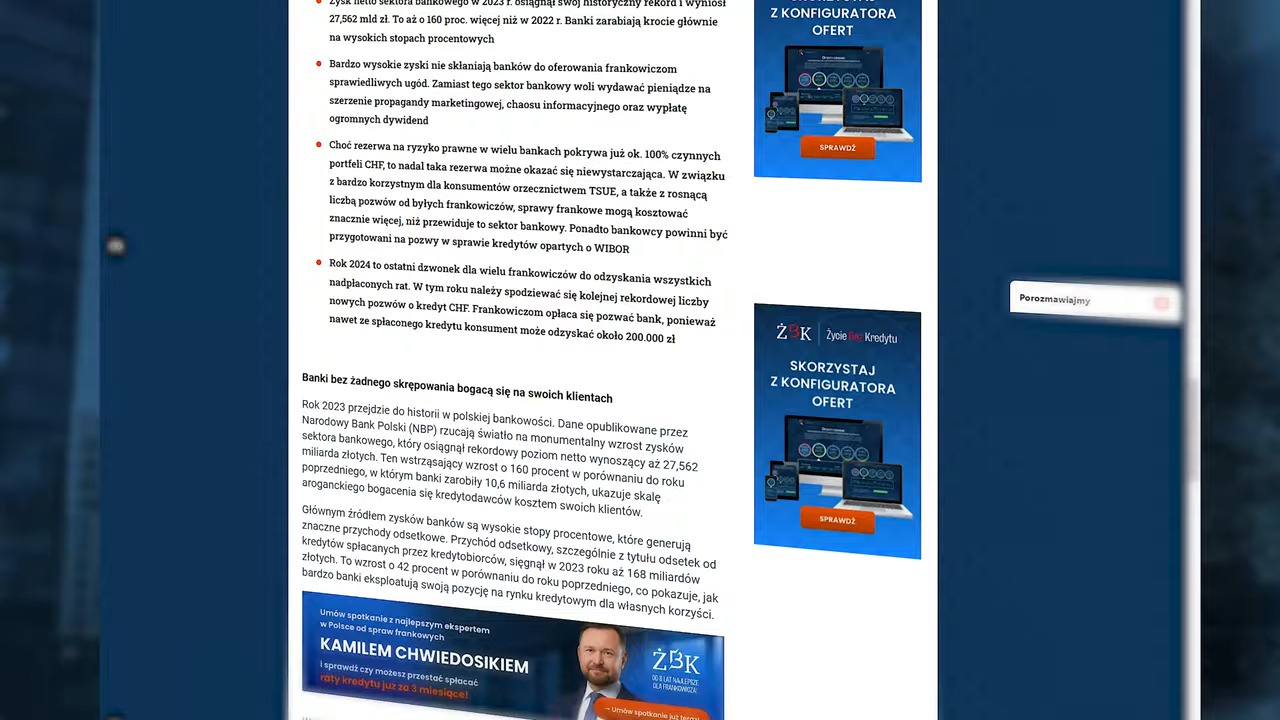 Zysk netto sektora bankowego w 2023 r. osiągnął swój historyczny rekord i wyniósł
27,562 mld zł. To aż o 160 proc. więcej niż w 2022 r. Banki zarabiają krocie głównie
na wysokich stopach procentowych
Bardzo wysokie zyski nie skłaniają banków do oferowania frankowiczom
sprawiedliwych ugód. Zamiast tego sektor bankowy woli wydawać pieniądze na
szerzenie propagandy marketingowej, chaosu informacyjnego oraz wypłatę
ogromnych dywidend
Choć rezerwa na ryzyko prawne w wielu bankach pokrywa już ok. 100% czynnych
portfeli CHF, to nadal taka rezerwa możne okazać się niewystarczająca. W związku
z bardzo korzystnym dla konsumentów orzecznictwem TSUE, a także z rosnącą
liczbą pozwów od byłych frankowiczów, sprawy frankowe mogą kosztować
znacznie więcej, niż przewiduje to sektor bankowy. Ponadto bankowcy powinni być
przygotowani na pozwy w sprawie kredytów opartych o WIBOR
Rok 2024 to ostatni dzwonek dla wielu frankowiczów do odzyskania wszystkich
nadpłaconych rat. W tym roku należy spodziewać się kolejnej rekordowej liczby
nowych pozwów o kredyt CHF. Frankowiczom opłaca się pozwać bank, ponieważ
nawet ze spłaconego kredytu konsument może odzyskać około 200.000 zł
Banki bez żadnego skrępowania bogacą się na swoich klientach
Rok 2023 przejdzie do historii w polskiej bankowości. Dane opublikowane przez
Narodowy Bank Polski (NBP) rzucają światło na monumentalny wzrost zysków
sektora bankowego, który osiągnął rekordowy poziom netto wynoszący aż 27,562
miliarda złotych. Ten wstrząsający wzrost o 160 procent w porównaniu do roku
poprzedniego, w którym banki zarobiły 10,6 miliarda złotych, ukazuje skalę
aroganckiego bogacenia się kredytodawców kosztem swoich klientów.
Głównym źródłem zysków banków są wysokie stopy procentowe, które generują
znaczne przychody odsetkowe. Przychód odsetkowy, szczególnie z tytułu odsetek od
kredytów spłacanych przez kredytobiorców, sięgnął w 2023 roku aż 168 miliardów
złotych. To wzrost o 42 procent w porównaniu do roku poprzedniego, co pokazuje, jak
bardzo banki eksploatują swoją pozycję na rynku kredytowym dla własnych korzyści.
Umów spotkanie z najlepszym ekspertem
w Polsce od spraw frankowych
KAMILEM CHWIEDOSIKIEM
i sprawdź czy możesz przestać spłacać
raty kredytu już za 3 miesiące!
ŻBK
OD 8 LAT NAJLEPSZE
DLA FRANKOWICZA!
→ Umów spotkanie już teraz!
SKORZYSTAJ
Z KONFIGURATORA
OFERT
SPRAWDŹ
ŻBK Życie Bez Kredytu
SKORZYSTAJ
Z KONFIGURATORA
OFERT
SPRAWDŹ
Porozmawiajmy